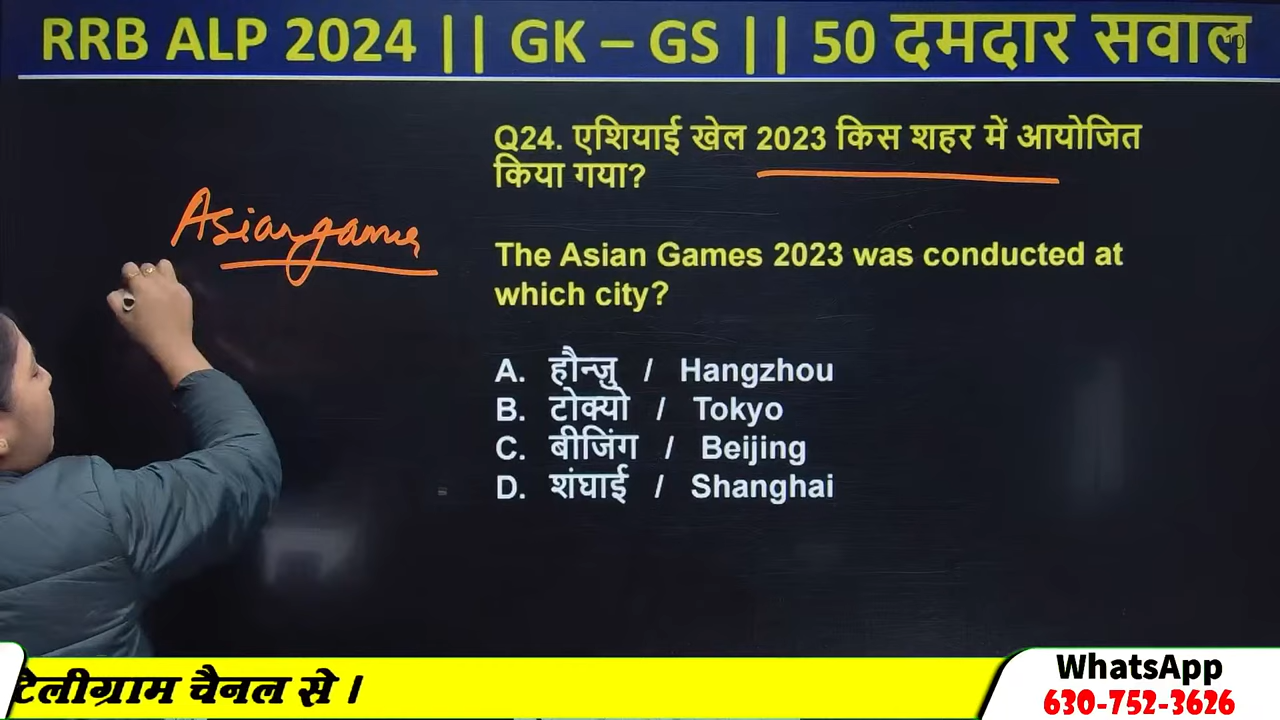 RRB ALP 2024 || GK – GS || 50 दमदार सवाल
Q24. एशियाई खेल 2023 किस शहर में आयोजित
किया गया?
Asian game
The Asian Games 2023 was conducted at
which city?
A. हौन्जु / Hangzhou
B. टोक्यो / Tokyo
C. बीजिंग / Beijing
D. शंघाई / Shanghai
टेलीग्राम चैनल से ।
WhatsApp
630-752-3626